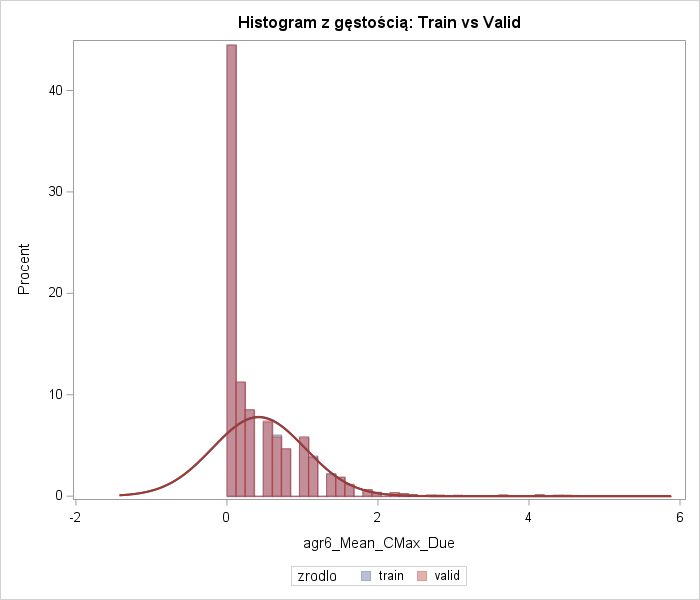 Histogram z gęstością: Train vs Valid
40
30
20
10
0
Procent
-2 0 2 4 6
agr6_Mean_CMax_Due
zrodlo train valid